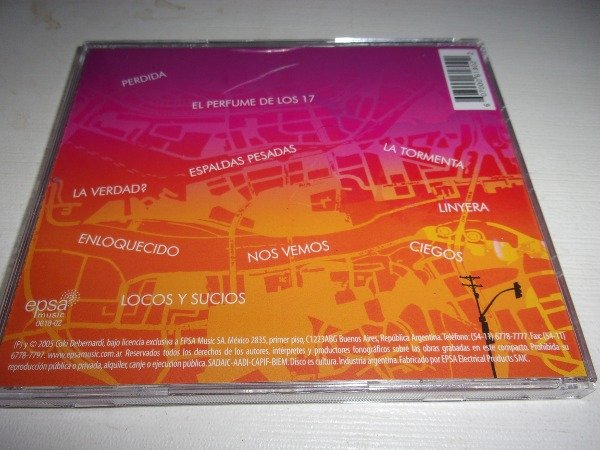 PERDIDA
EL PERFUME DE LOS 17
ESPALDAS PESADAS
LA TORMENTA
LA VERDAD?
LINYERA
ENLOQUECIDO
NOS VEMOS
CIEGOS
LOCOS Y SUCIOS
epsa
music
0618-02
(P) y © 2005 Coki Debernardi, bajo licencia exclusiva a EPSA Music SA. México 2835, primer piso, C1223ABG Buenos Aires, República Argentina. Teléfono: (54-11) 6778-7777. Fax: (54-11)
6778-7797. www.epsamusic.com.ar. Reservados todos los derechos de los autores, intérpretes y productores fonográficos sobre las obras grabadas en este compacto. Prohibida su
reproducción pública o privada, alquiler, canje o ejecución pública. SADAIC-AADI-CAPIF-BIEM. Disco es cultura. Industria argentina. Fabricado por EPSA Electrical Products SAIC.